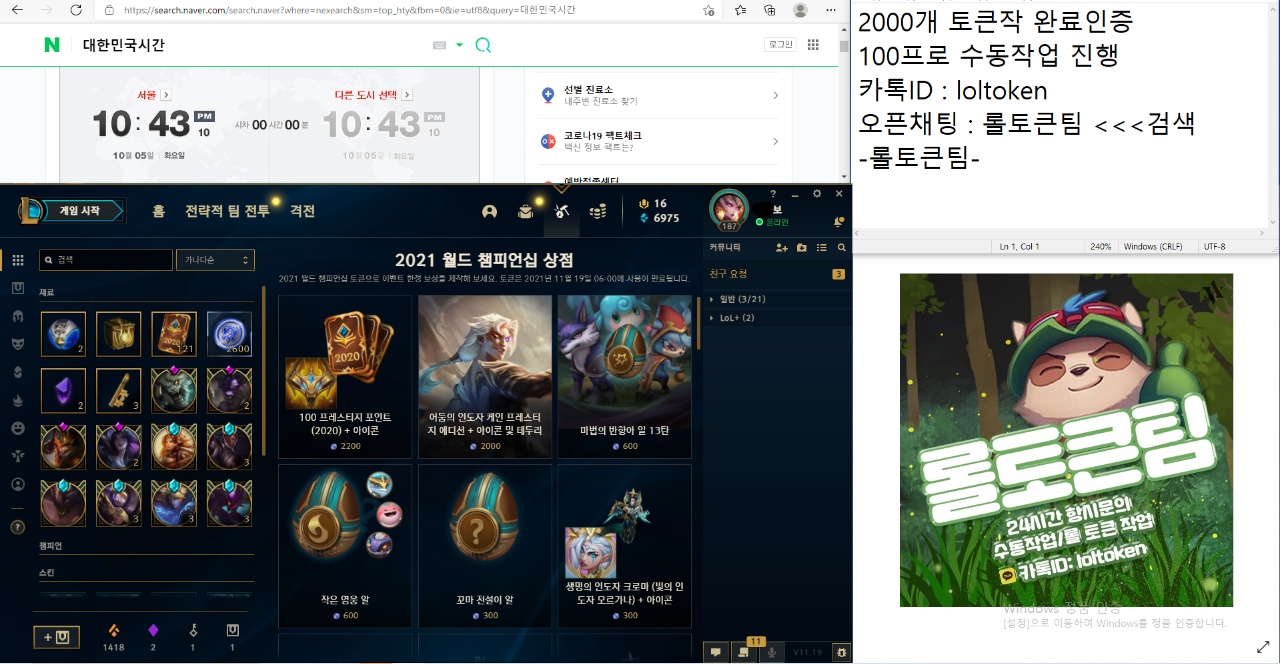 https://search.naver.com/search.naver?where=nexearch&sm=top_hty&fbm=0&ie=utf8&query=대한민국시간
N 대한민국시간
로그인
서울
다른 도시 선택
10:43 PM 10
시차 00 시간 00 분
10:43 PM 10
10월 05일 화요일
10월 05일 화요일
선별 진료소
내주변 진료소 찾기
코로나19 팩트체크
백신 정보 팩트는?
예방접종센터
2000개 토큰작 완료인증
100프로 수동작업 진행
카톡ID : loltoken
오픈채팅 : 롤토큰팀 <<<검색
-롤토큰팀-
Ln 1, Col 1
240%
Windows (CRLF)
UTF-8
게임 시작
홈
전략적 팀 전투
격전
16
6975
187
보
온라인
검색
가나다순
재료
2
121
2600
2
3
2
2
3
3
3
3
챔피언
스킨
1418
2
1
1
2021 월드 챔피언십 상점
2021 월드 챔피언십 토큰으로 이벤트 한정 보상을 제작해 보세요. 토큰은 2021년 11월 19일 06:00에 사용이 만료됩니다.
2020
100 프레스티지 포인트
(2020) + 아이콘
2200
어둠의 인도자 케인 프레스티
지 에디션 + 아이콘 및 테두리
2000
마법의 반항아 알 13탄
600
작은 영웅 알
600
꼬마 전설이 알
300
생명의 인도자 크로마 (빛의 인
도자 모르가나) + 아이콘
300
커뮤니티
친구 요청
3
일반 (3/21)
LoL+ (2)
11
V11.19
롤토큰팀
24시간 항시문의
수동작업/롤 토큰 작업
카톡ID: loltoken
Windows 정품 인증
[설정]으로 이동하여 Windows를 정품 인증합니다.